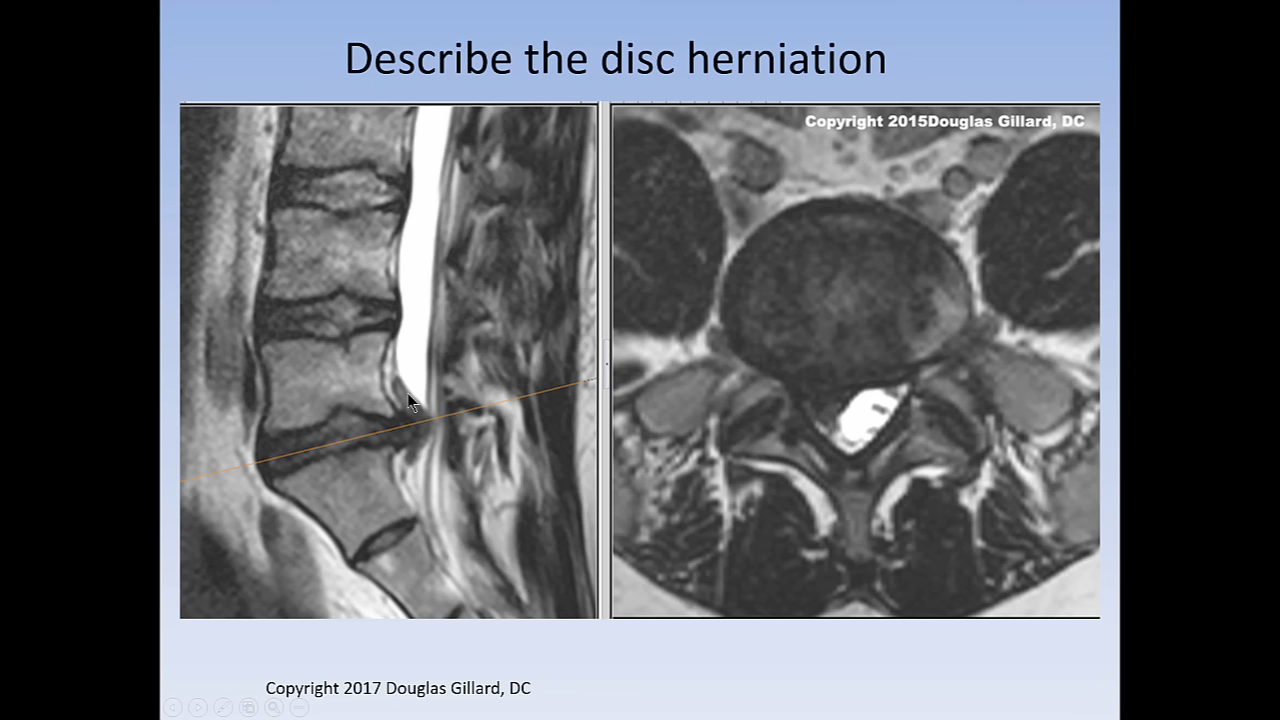 Describe the disc herniation
Copyright 2015Douglas Gillard, DC
Copyright 2017 Douglas Gillard, DC